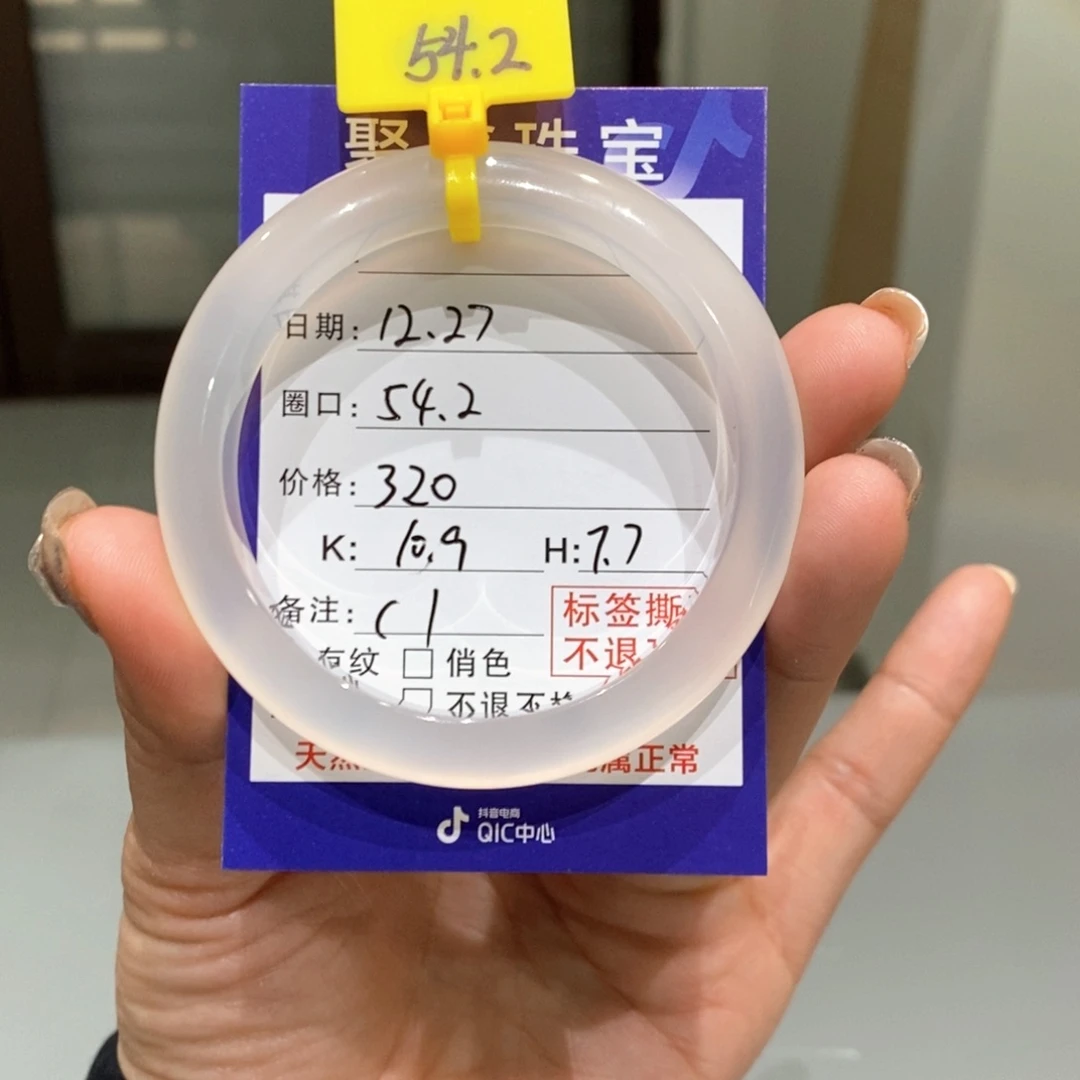 54.2
聚 珠宝
日期: 12.27
圈口: 54.2
价格: 320
K: 10.9 H: 7.7
备注: C1
标签撕
不退
有纹 □ 俏色
□ 不退不
天然 属正常
抖音电商
QIC中心